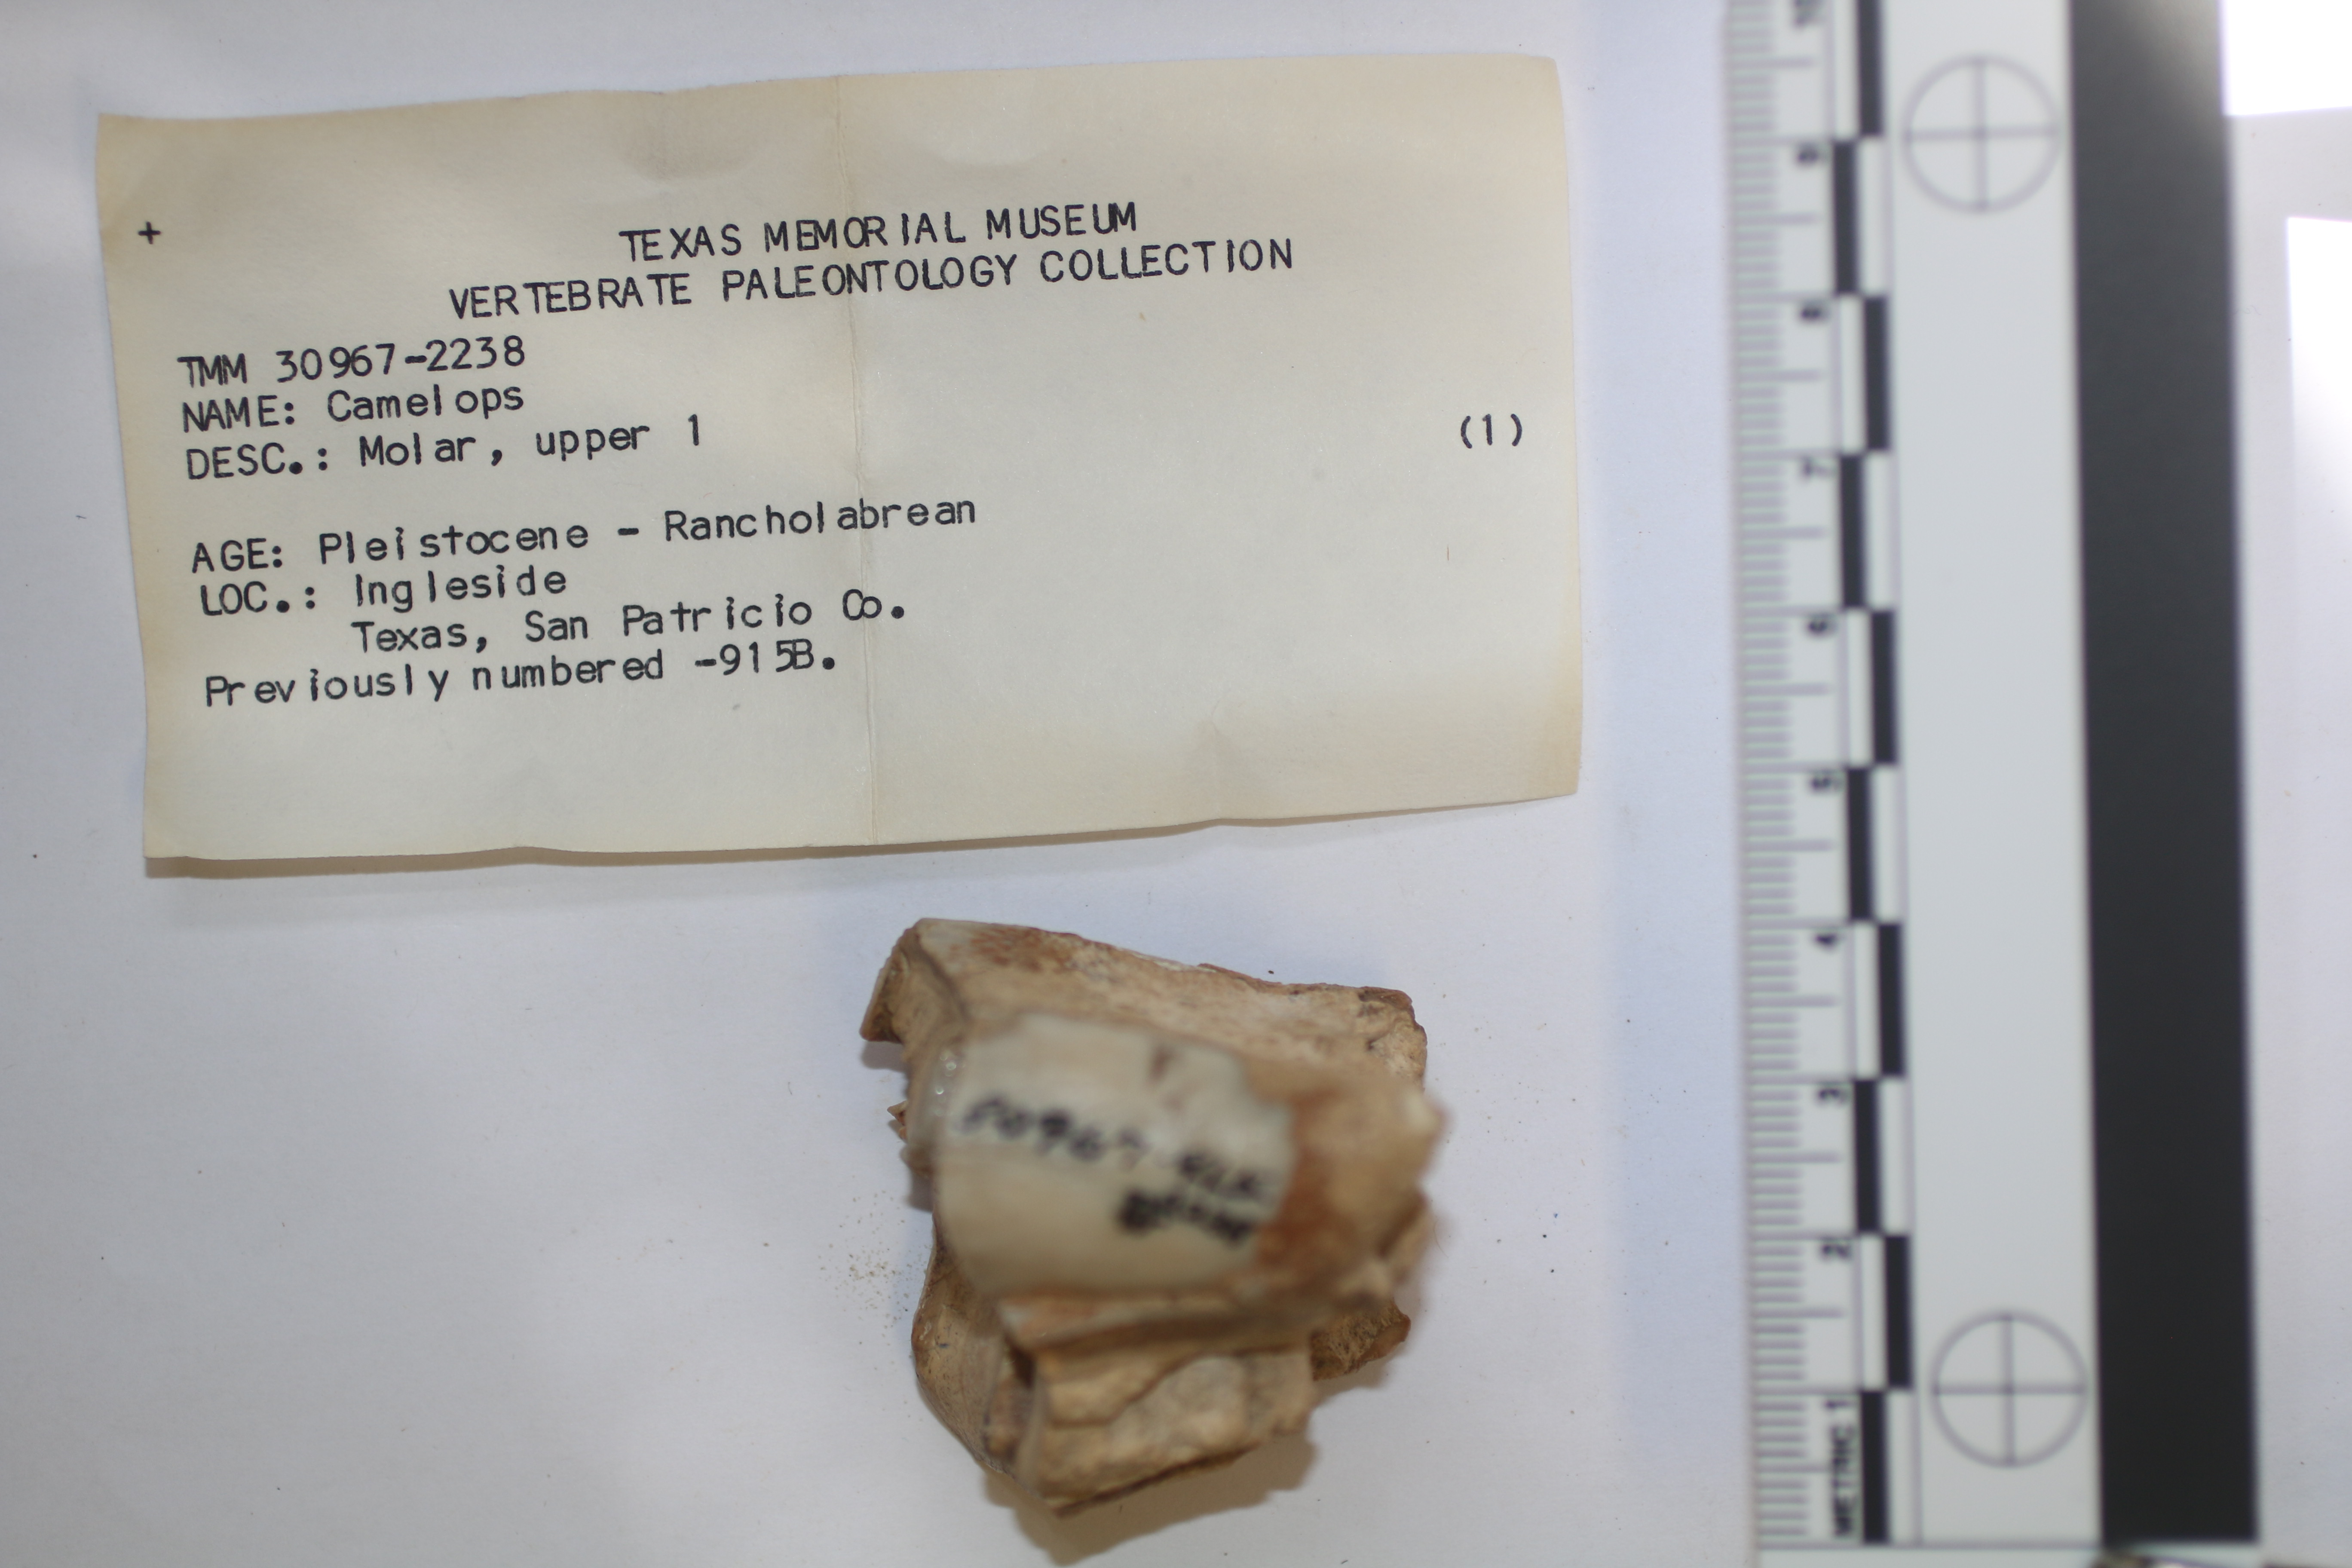 METRIC 1 2 3 4 5 6 7 8 9 10
+
TEXAS MEMORIAL MUSEUM
VERTEBRATE PALEONTOLOGY COLLECTION
TMM 30967-2238
NAME: Camelops
DESC.: Molar, upper 1 (1)
AGE: Pleistocene - Rancholabrean
LOC.: Ingleside
Texas, San Patricio Co.
Previously numbered -915B.